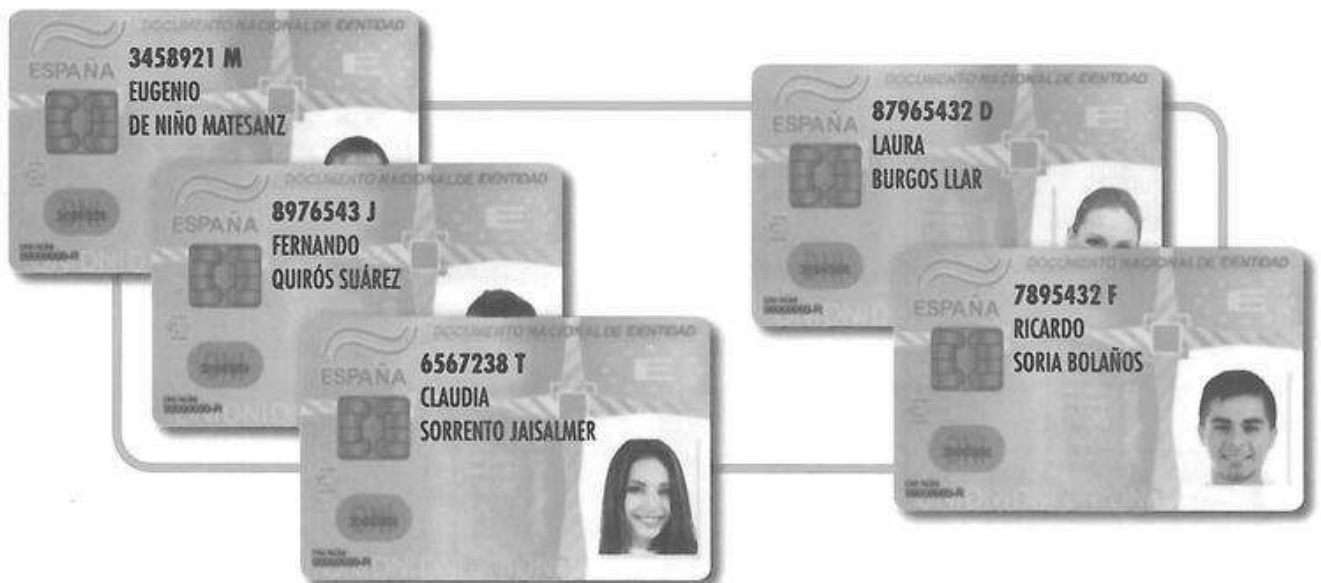 DOCUMENTO NACIONAL DE IDENTIDAD
ESPAÑA
3458921 M
EUGENIO
DE NIÑO MATESANZ
DOCUMENTO NACIONAL DE IDENTIDAD
ESPAÑA
8976543 J
FERNANDO
QUIRÓS SUÁREZ
DOCUMENTO NACIONAL DE IDENTIDAD
ESPAÑA
6567238 T
CLAUDIA
SORRENTO JAISALMER
DOCUMENTO NACIONAL DE IDENTIDAD
ESPAÑA
87965432 D
LAURA
BURGOS LLAR
DOCUMENTO NACIONAL DE IDENTIDAD
ESPAÑA
7895432 F
RICARDO
SORIA BOLAÑOS